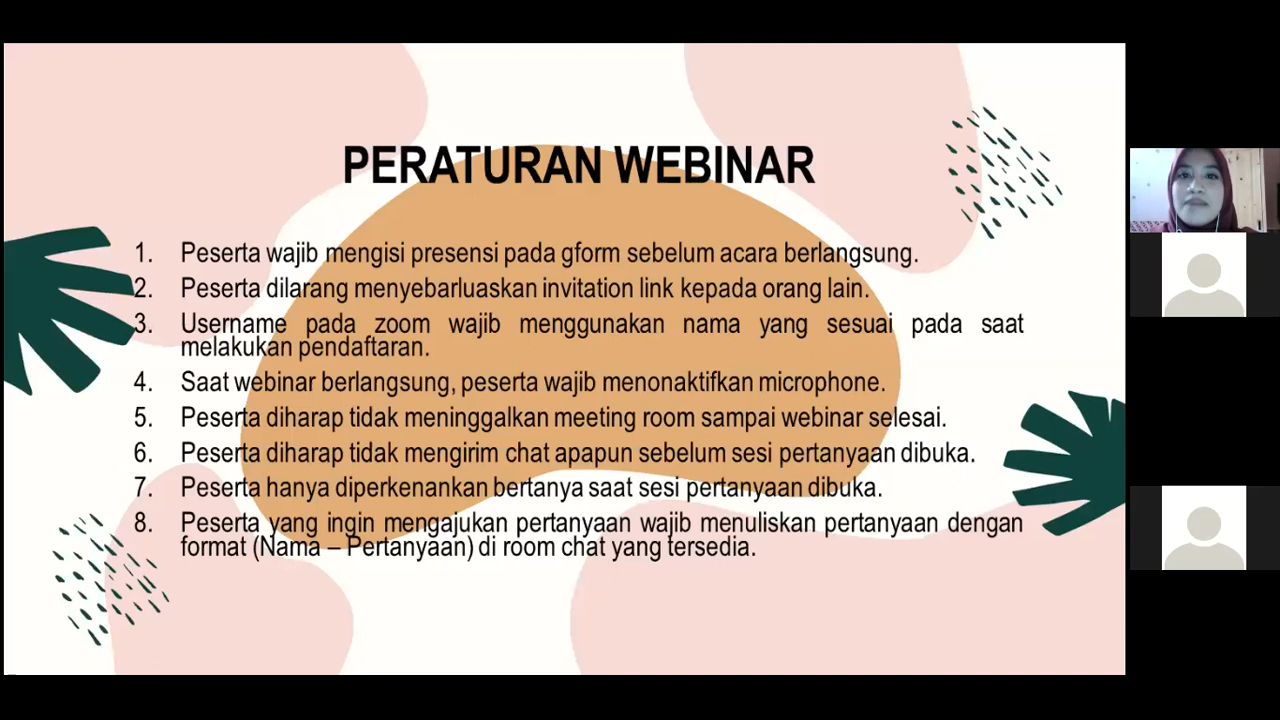 PERATURAN WEBINAR
1. Peserta wajib mengisi presensi pada gform sebelum acara berlangsung.
2. Peserta dilarang menyebarluaskan invitation link kepada orang lain.
3. Username pada zoom wajib menggunakan nama yang sesuai pada saat
melakukan pendaftaran.
4. Saat webinar berlangsung, peserta wajib menonaktifkan microphone.
5. Peserta diharap tidak meninggalkan meeting room sampai webinar selesai.
6. Peserta diharap tidak mengirim chat apapun sebelum sesi pertanyaan dibuka.
7. Peserta hanya diperkenankan bertanya saat sesi pertanyaan dibuka.
8. Peserta yang ingin mengajukan pertanyaan wajib menuliskan pertanyaan dengan
format (Nama – Pertanyaan) di room chat yang tersedia.